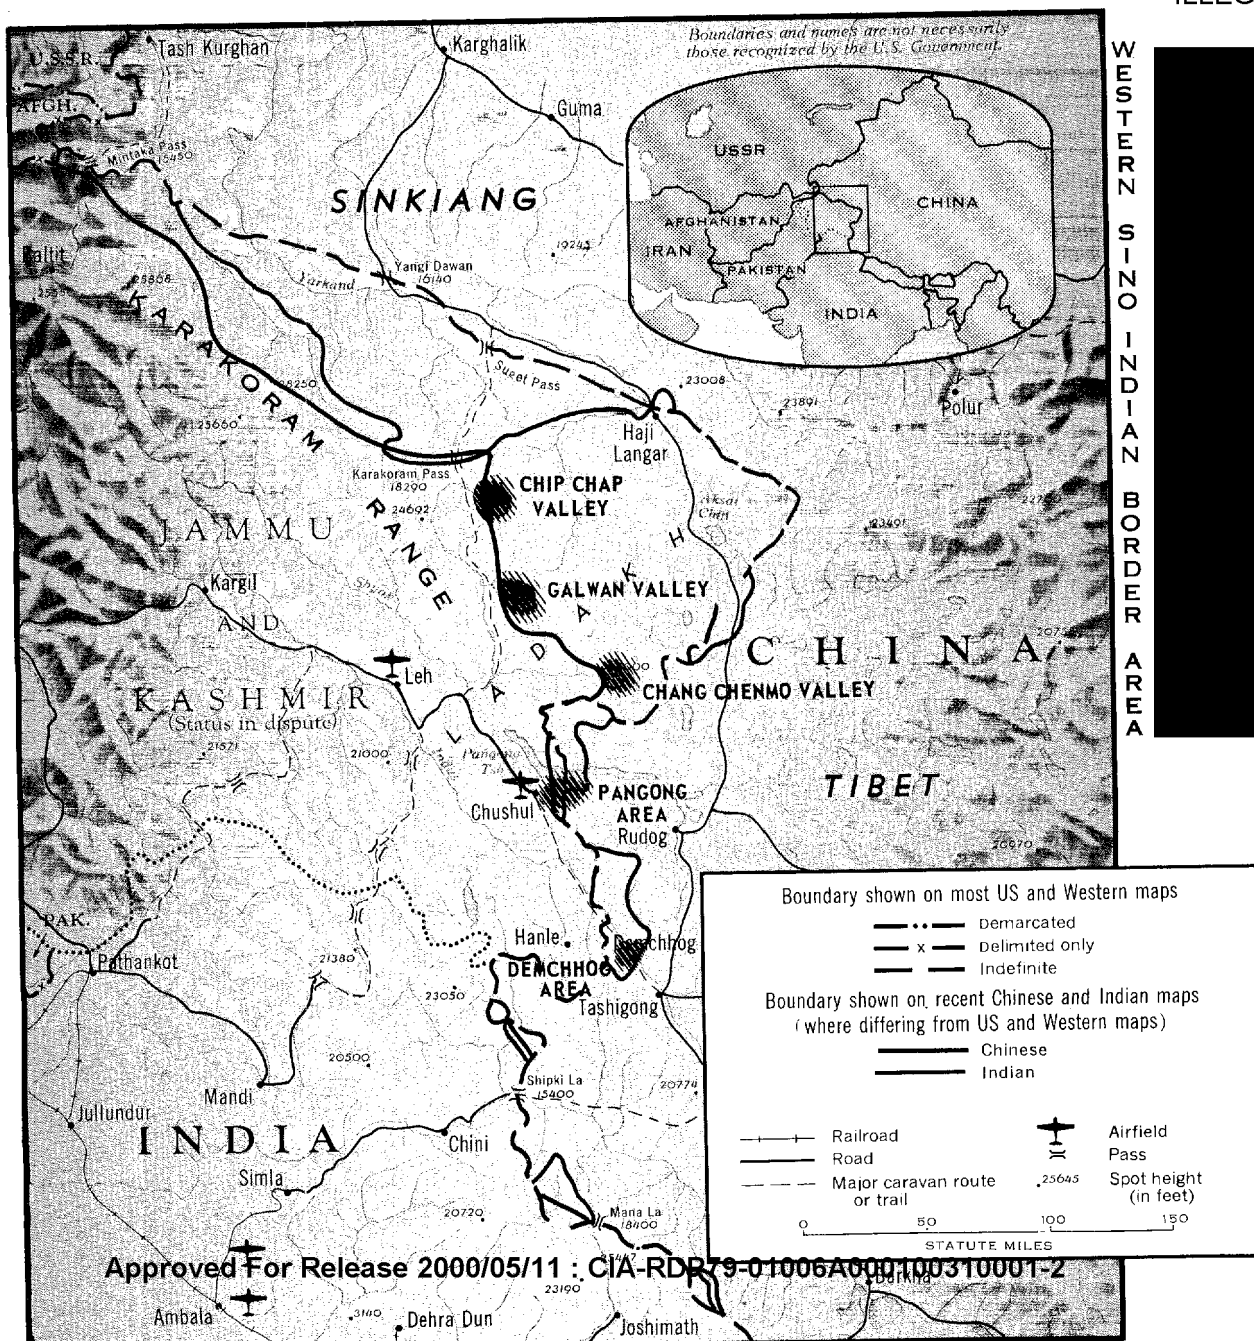 Tash Kurghan
Karghalik
Boundaries and names are not necessarily
those recognized by the U.S. Government.
U.S.S.R.
AFGH.
Guma
Mintaka Pass
15450
SINKIANG
USSR
CHINA
AFGHANISTAN
IRAN
PAKISTAN
INDIA
WESTERN SINO INDIAN BORDER AREA
Yangi Dawan
16140
Yarkand
KARAKORAM RANGE
Suget Pass
23008
23891
Polur
Haji
Langar
25660
Karakoram Pass
18290
24692
CHIP CHAP
VALLEY
Aksai
Chin
23491
JAMMU
AND
KASHMIR
(Status in dispute)
Kargil
Shyok
GALWAN VALLEY
LADAKH
Leh
CHINA
CHANG CHENMO VALLEY
21571
21000
Chushul
PANGONG
AREA
Rudog
TIBET
20970
PAK.
Pathankot
21380
Hanle
Demchhog
DEMCHHOG
AREA
23050
Tashigong
20500
Mandi
Shipki La
15400
20774
Jullundur
INDIA
Chini
Simla
20720
Mana La
18400
25447
23190
Ambala
3140
Dehra Dun
Joshimath
Barkha
Boundary shown on most US and Western maps
Demarcated
Delimited only
Indefinite
Boundary shown on recent Chinese and Indian maps
(where differing from US and Western maps)
Chinese
Indian
Railroad
Road
Major caravan route
or trail
Airfield
Pass
.25645 Spot height
(in feet)
0 50 100 150
STATUTE MILES
Approved For Release 2000/05/11 : CIA-RDP79-01006A000100310001-2